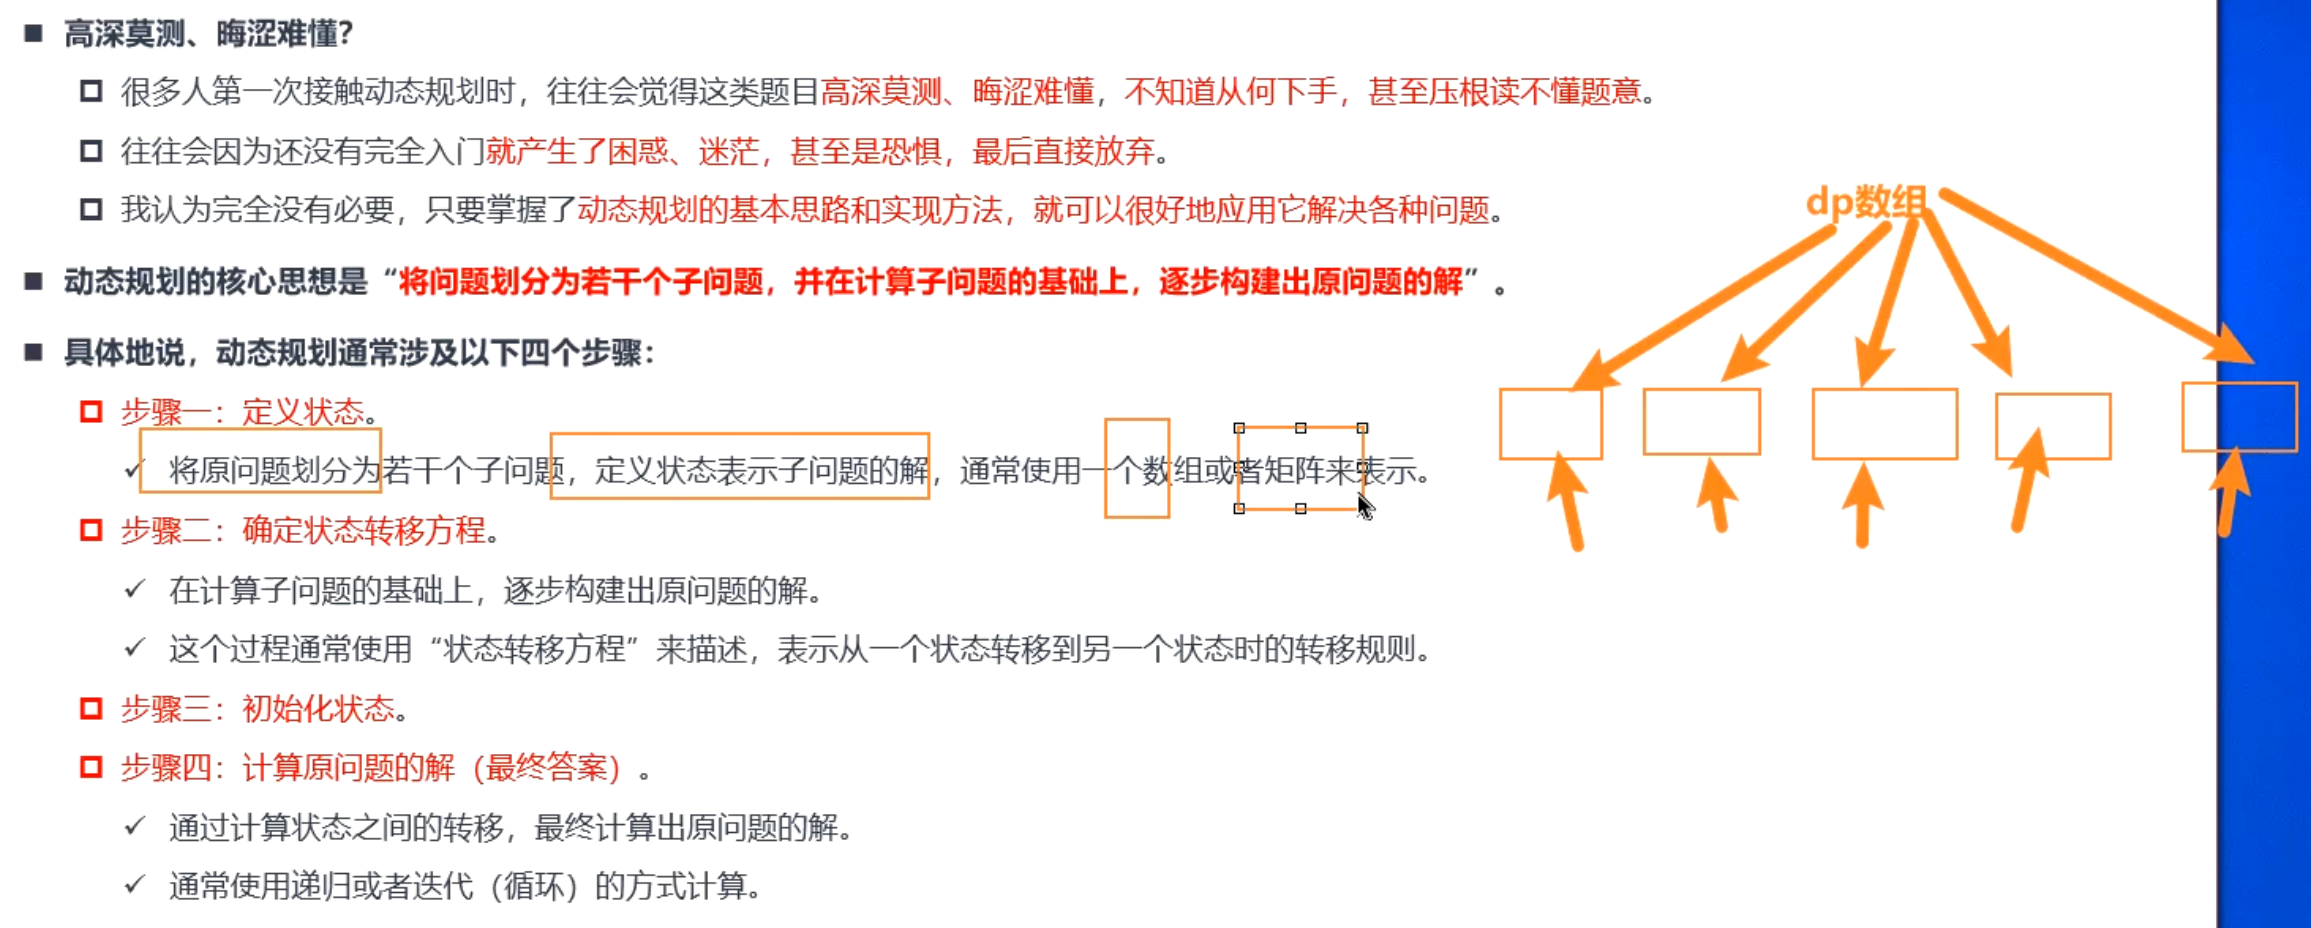 高深莫测、晦涩难懂？
很多人第一次接触动态规划时，往往会觉得这类题目高深莫测、晦涩难懂，不知道从何下手，甚至压根读不懂题意。
往往会因为还没有完全入门就产生了困惑、迷茫，甚至是恐惧，最后直接放弃。
我认为完全没有必要，只要掌握了动态规划的基本思路和实现方法，就可以很好地应用它解决各种问题。
dp数组
动态规划的核心思想是“将问题划分为若干个子问题，并在计算子问题的基础上，逐步构建出原问题的解”。
具体地说，动态规划通常涉及以下四个步骤：
步骤一：定义状态。
将原问题划分为若干个子问题，定义状态表示子问题的解，通常使用一个数组或者矩阵来表示。
步骤二：确定状态转移方程。
在计算子问题的基础上，逐步构建出原问题的解。
这个过程通常使用“状态转移方程”来描述，表示从一个状态转移到另一个状态时的转移规则。
步骤三：初始化状态。
步骤四：计算原问题的解（最终答案）。
通过计算状态之间的转移，最终计算出原问题的解。
通常使用递归或者迭代（循环）的方式计算。